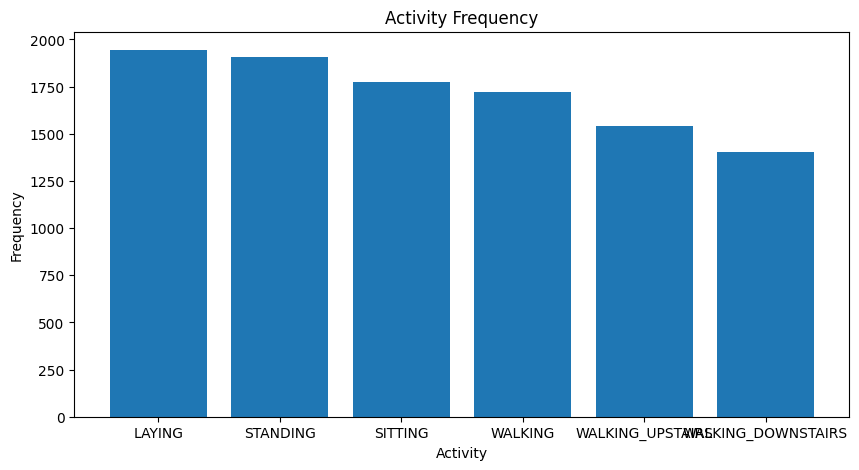 Activity Frequency
2000
1750
1500
1250
1000
750
500
250
0
Frequency
LAYING STANDING SITTING WALKING WALKING_UPSTAIRS WALKING_DOWNSTAIRS
Activity